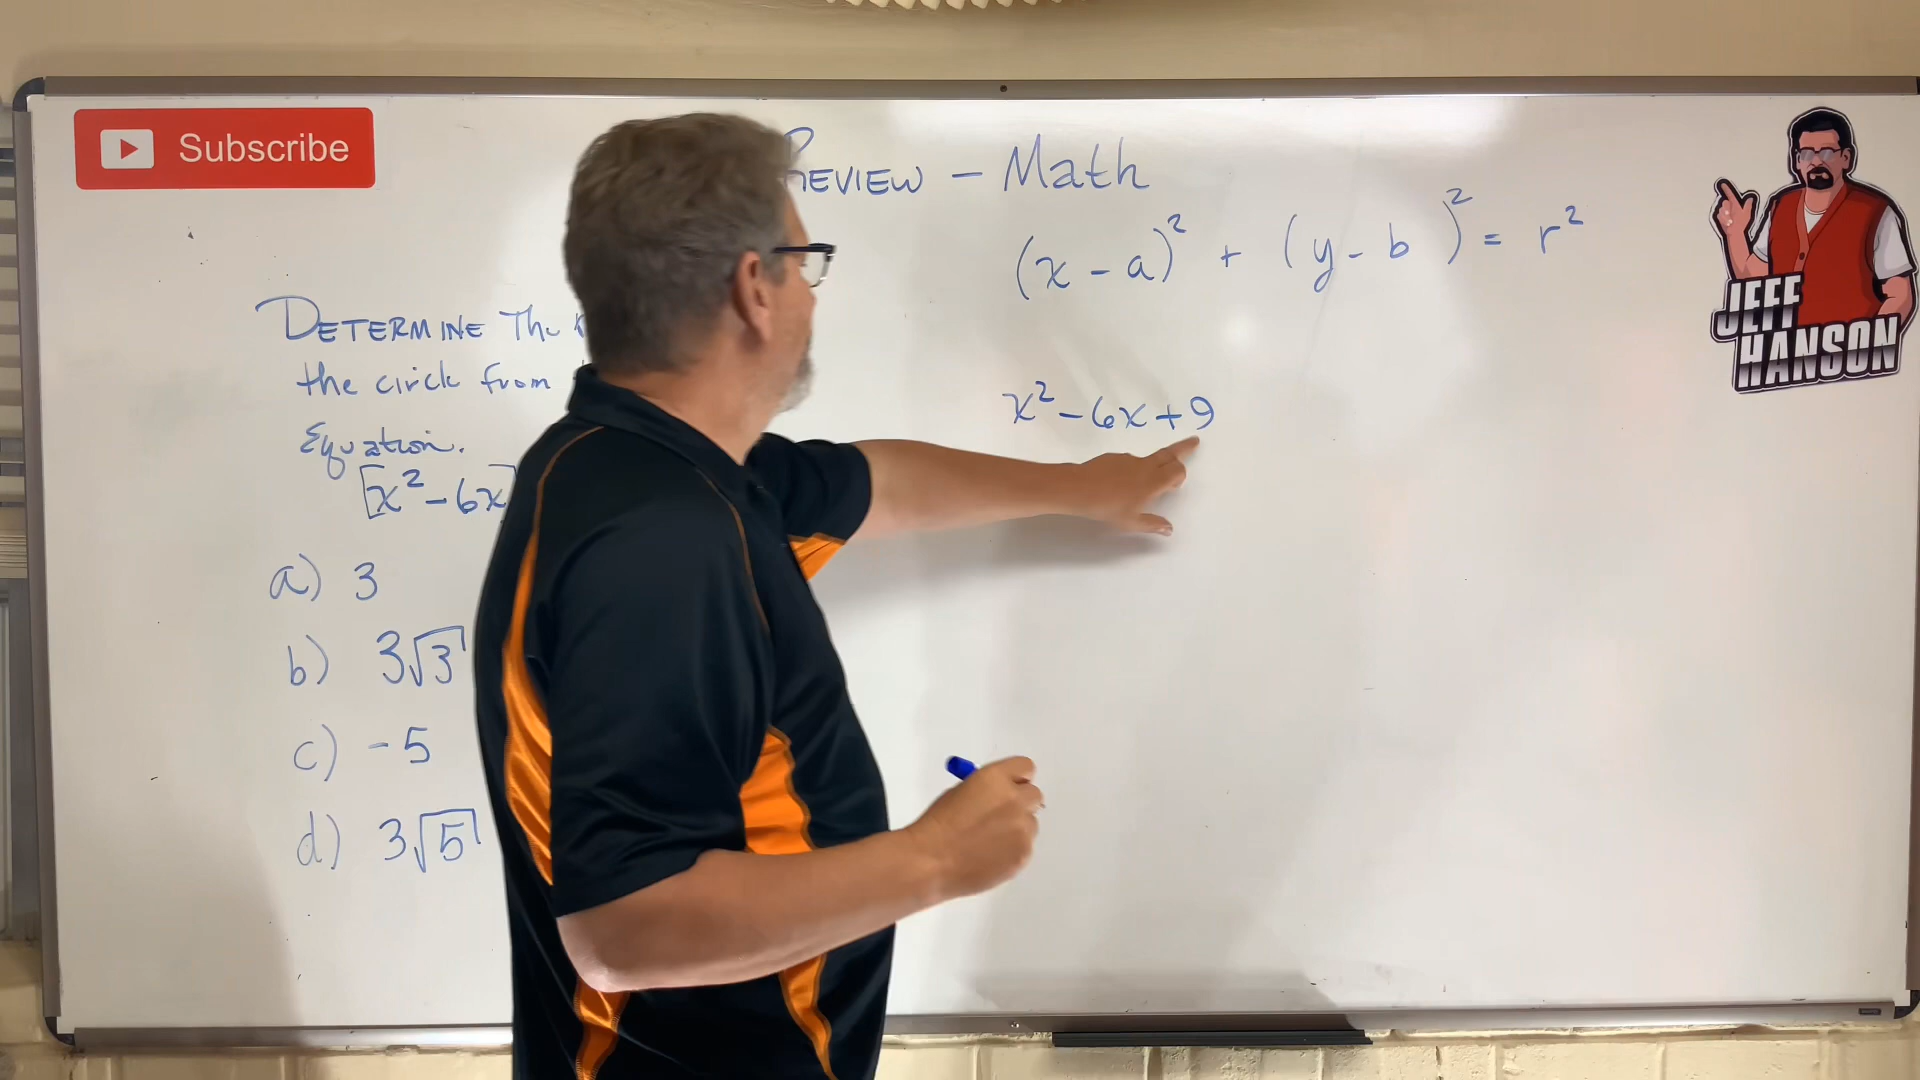 Subscribe
REVIEW - Math
(x - a)² + (y - b)² = r²
JEFF
HANSON
DETERMINE The
the circle from
Equation.
[x² - 6x]
x² - 6x + 9
a) 3
b) 3√3
c) -5
d) 3√5